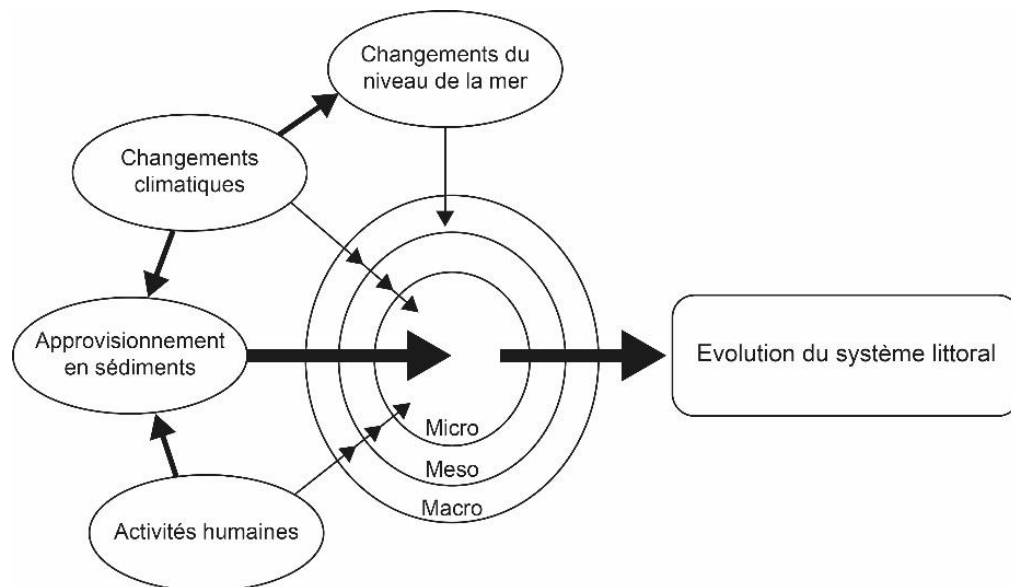 Changements du
niveau de la mer
Changements
climatiques
Approvisionnement
en sédiments
Evolution du système littoral
Micro
Meso
Macro
Activités humaines